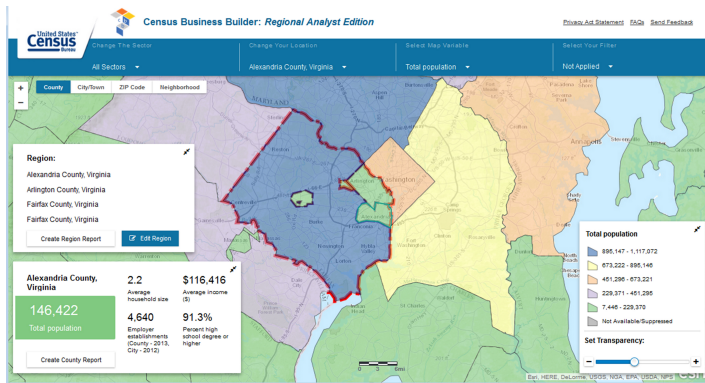 United States®
Census
Bureau
Census Business Builder: Regional Analyst Edition
Privacy Act Statement FAQs Send Feedback
Change The Sector
Change Your Location
Select Map Variable
Select Your Filter
All Sectors
Alexandria County, Virginia
Total population
Not Applied
+
−
County
City/Town
ZIP Code
Neighborhood
MARYLAND
Annapolis
Region:
Alexandria County, Virginia
Arlington County, Virginia
Fairfax County, Virginia
Fairfax County, Virginia
Create Region Report
Edit Region
Alexandria County,
Virginia
146,422
Total population
2.2
Average
household size
$116,416
Average Income
($)
4,640
Employer
establishments
(County - 2013,
City - 2012)
91.3%
Percent high
school degree or
higher
Create County Report
Total population
895,147 - 1,117,072
673,222 - 895,146
451,296 - 673,221
229,371 - 451,295
7,446 - 229,370
Not Available/Suppressed
Set Transparency:
−
+
0 3 6mi
Esri, HERE, DeLorme, USGS, NGA, EPA, USDA, NPS
esri